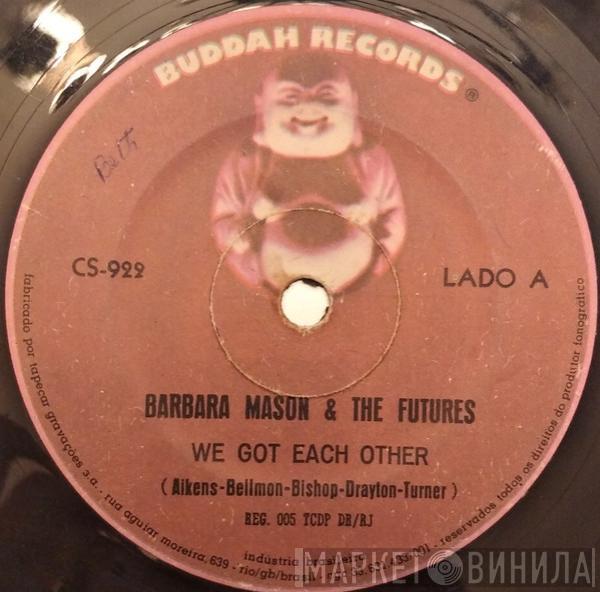 BUDDAH RECORDS ®
Beth
CS-922
LADO A
BARBARA MASON & THE FUTURES
WE GOT EACH OTHER
(Aikens-Bellmon-Bishop-Drayton-Turner)
REG. 005 TCDP DR/RJ
fabricado por tapecar gravações s.a. - rua aguiar moreira, 639 - rio/gb/brasil -
indústria brasileira
- reservados todos os direitos do produtor fonográfico
МАРКЕТ ВИНИЛА